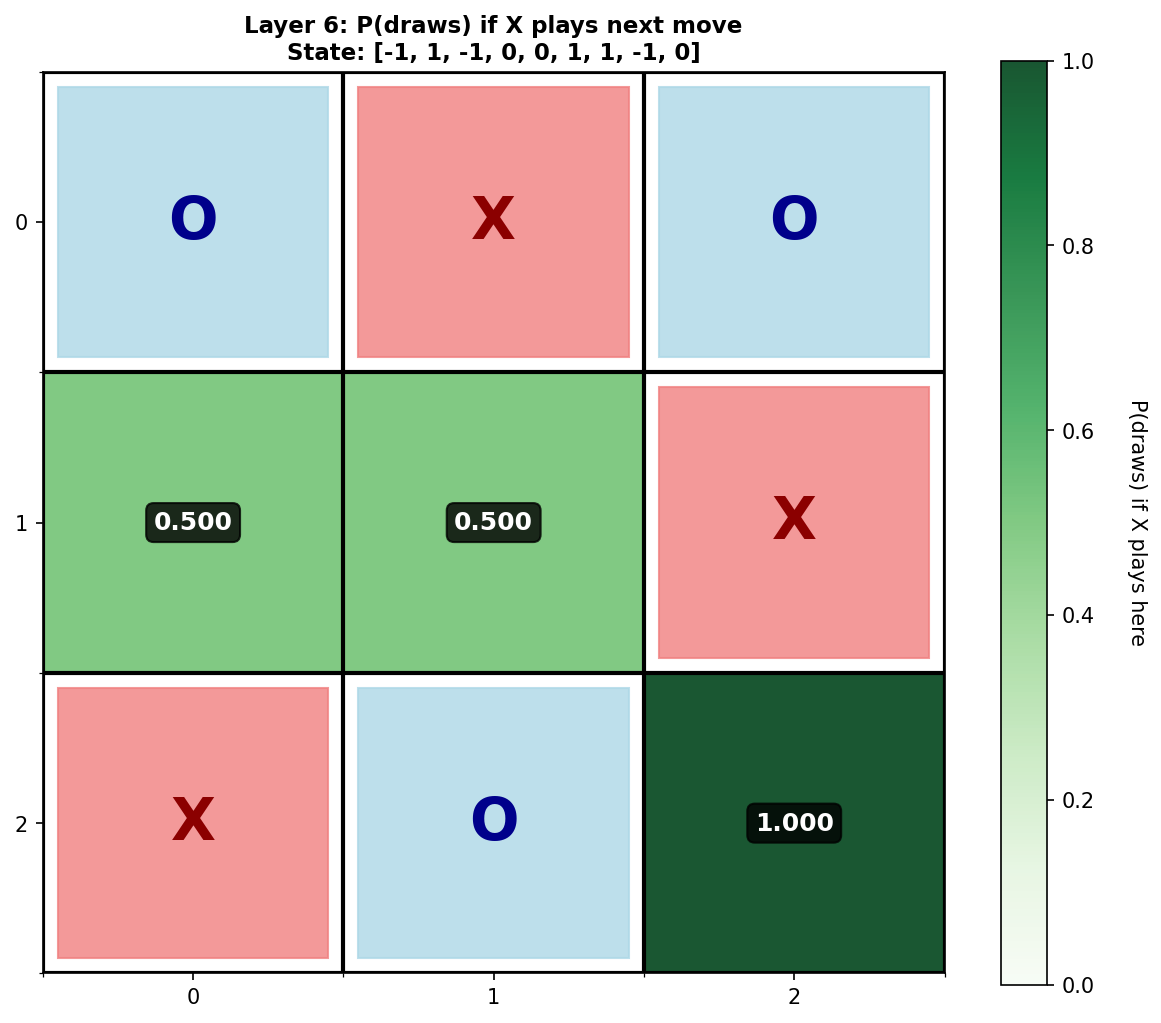 Layer 6: P(draws) if X plays next move
State: [-1, 1, -1, 0, 0, 1, 1, -1, 0]
0
O
X
O
1
0.500
0.500
X
2
X
O
1.000
0
1
2
1.0
0.8
0.6
0.4
0.2
0.0
P(draws) if X plays here